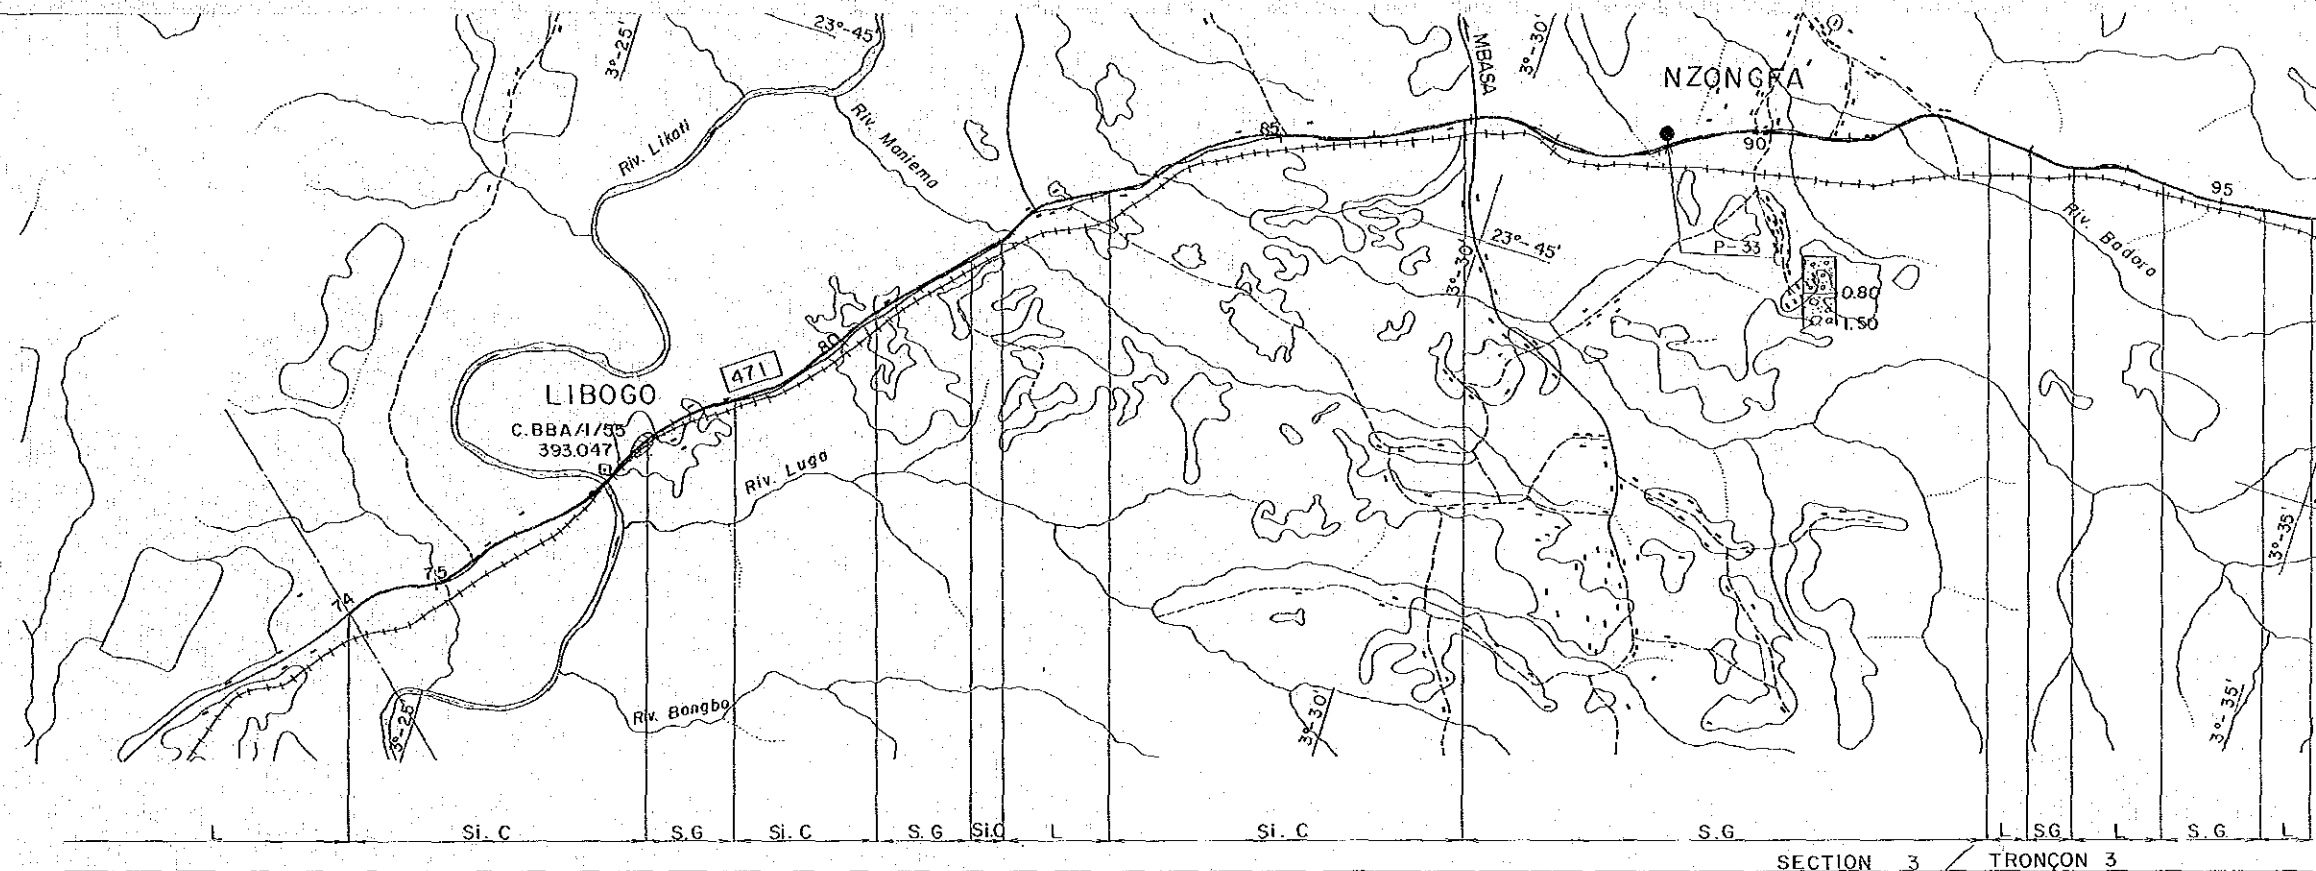 3°-25'
23°-45'
MBASA
3°-30'
NZONGFA
Riv. Likati
Riv. Maniema
85
90
95
Riv. Badoro
23°-45'
3°-30'
P-33
0.80
1.50
80
471
LIBOGO
C.BBA/1/55
393.047
Riv. Luga
3°-35'
75
74
3°-25'
Riv. Bongbo
3°-30'
3°-35'
L Si. C S.G Si. C S.G Si.C L Si. C S.G L S.G L S.G L
SECTION 3 / TRONÇON 3